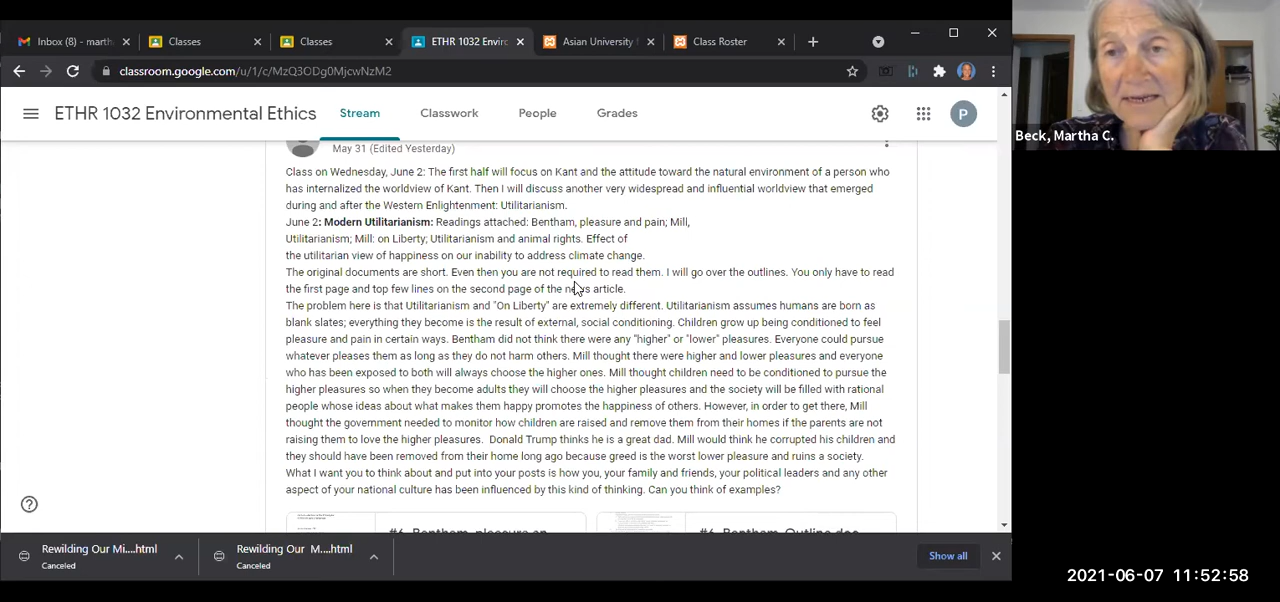 Inbox (8) - marth
Classes
Classes
ETHR 1032 Enviro
Asian University f
Class Roster
classroom.google.com/u/1/c/MzQ3ODg0MjcwNzM2
ETHR 1032 Environmental Ethics
Stream
Classwork
People
Grades
P
Beck, Martha C.
May 31 (Edited Yesterday)
Class on Wednesday, June 2: The first half will focus on Kant and the attitude toward the natural environment of a person who
has internalized the worldview of Kant. Then I will discuss another very widespread and influential worldview that emerged
during and after the Western Enlightenment: Utilitarianism.
June 2: Modern Utilitarianism: Readings attached: Bentham, pleasure and pain; Mill,
Utilitarianism; Mill: on Liberty; Utilitarianism and animal rights. Effect of
the utilitarian view of happiness on our inability to address climate change.
The original documents are short. Even then you are not required to read them. I will go over the outlines. You only have to read
the first page and top few lines on the second page of the news article.
The problem here is that Utilitarianism and "On Liberty" are extremely different. Utilitarianism assumes humans are born as
blank slates; everything they become is the result of external, social conditioning. Children grow up being conditioned to feel
pleasure and pain in certain ways. Bentham did not think there were any "higher" or "lower" pleasures. Everyone could pursue
whatever pleases them as long as they do not harm others. Mill thought there were higher and lower pleasures and everyone
who has been exposed to both will always choose the higher ones. Mill thought children need to be conditioned to pursue the
higher pleasures so when they become adults they will choose the higher pleasures and the society will be filled with rational
people whose ideas about what makes them happy promotes the happiness of others. However, in order to get there, Mill
thought the government needed to monitor how children are raised and remove them from their homes if the parents are not
raising them to love the higher pleasures. Donald Trump thinks he is a great dad. Mill would think he corrupted his children and
they should have been removed from their home long ago because greed is the worst lower pleasure and ruins a society.
What I want you to think about and put into your posts is how you, your family and friends, your political leaders and any other
aspect of your national culture has been influenced by this kind of thinking. Can you think of examples?
#6. Bentham, pleasure an
#6. Bentham. Outline.doc
Rewilding Our Mi....html
Canceled
Rewilding Our M....html
Canceled
Show all
2021-06-07 11:52:58